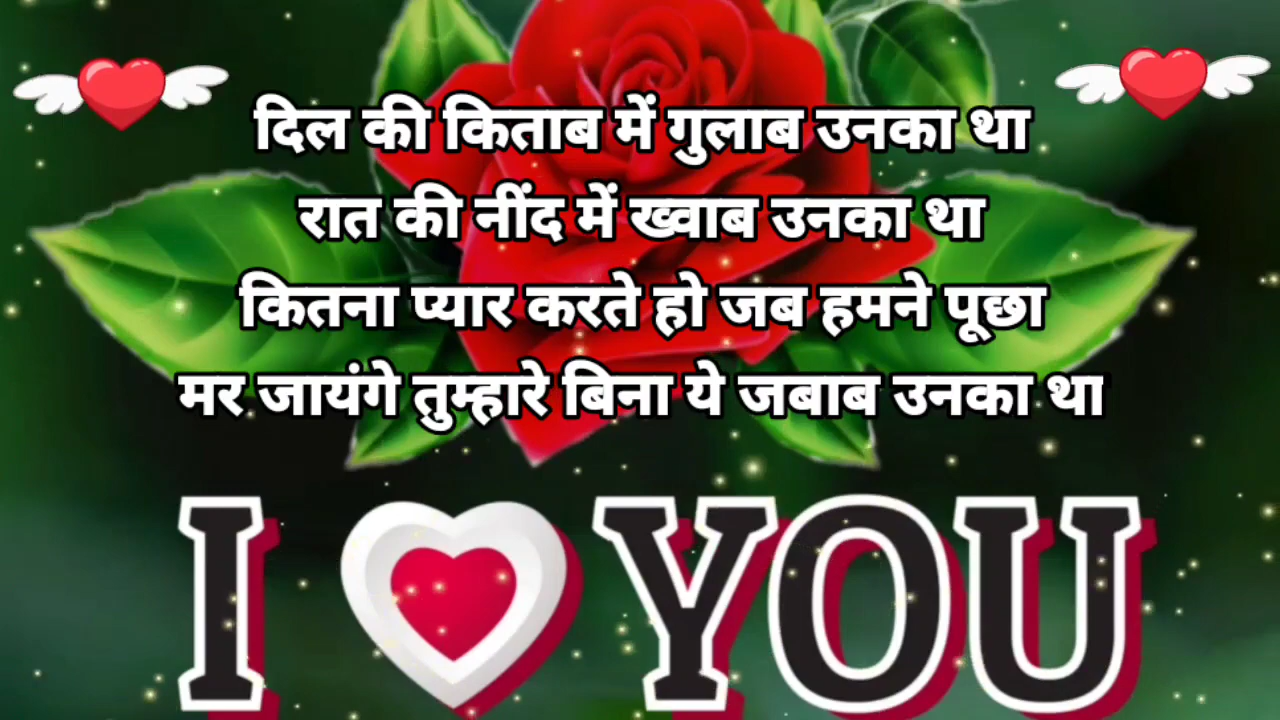 दिल की किताब में गुलाब उनका था
रात की नींद में ख्वाब उनका था
कितना प्यार करते हो जब हमने पूछा
मर जायंगे तुम्हारे बिना ये जबाब उनका था
I YOU